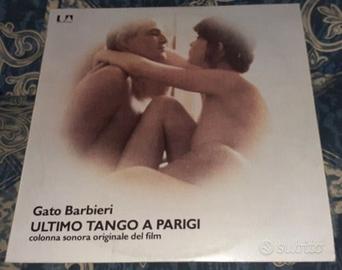 UA
Gato Barbieri
ULTIMO TANGO A PARIGI
colonna sonora originale del film
subito